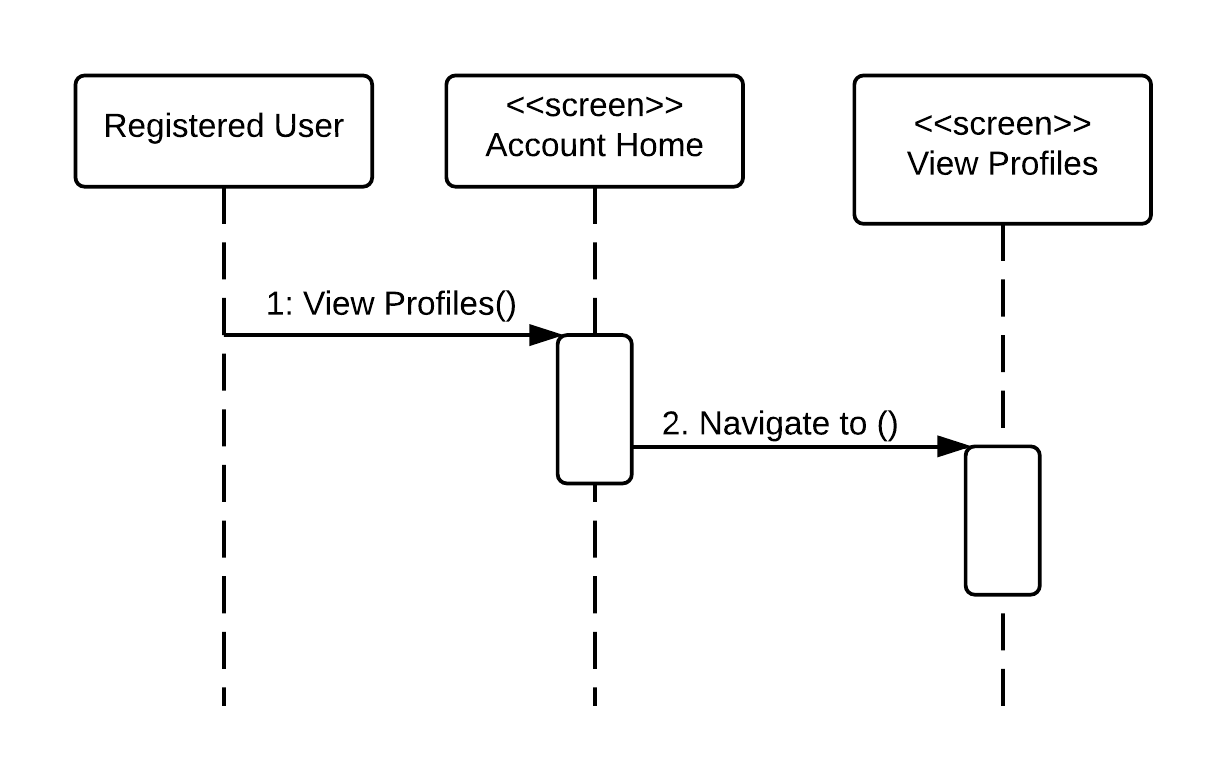 Registered User
<<screen>>
Account Home
<<screen>>
View Profiles
1: View Profiles()
2. Navigate to ()